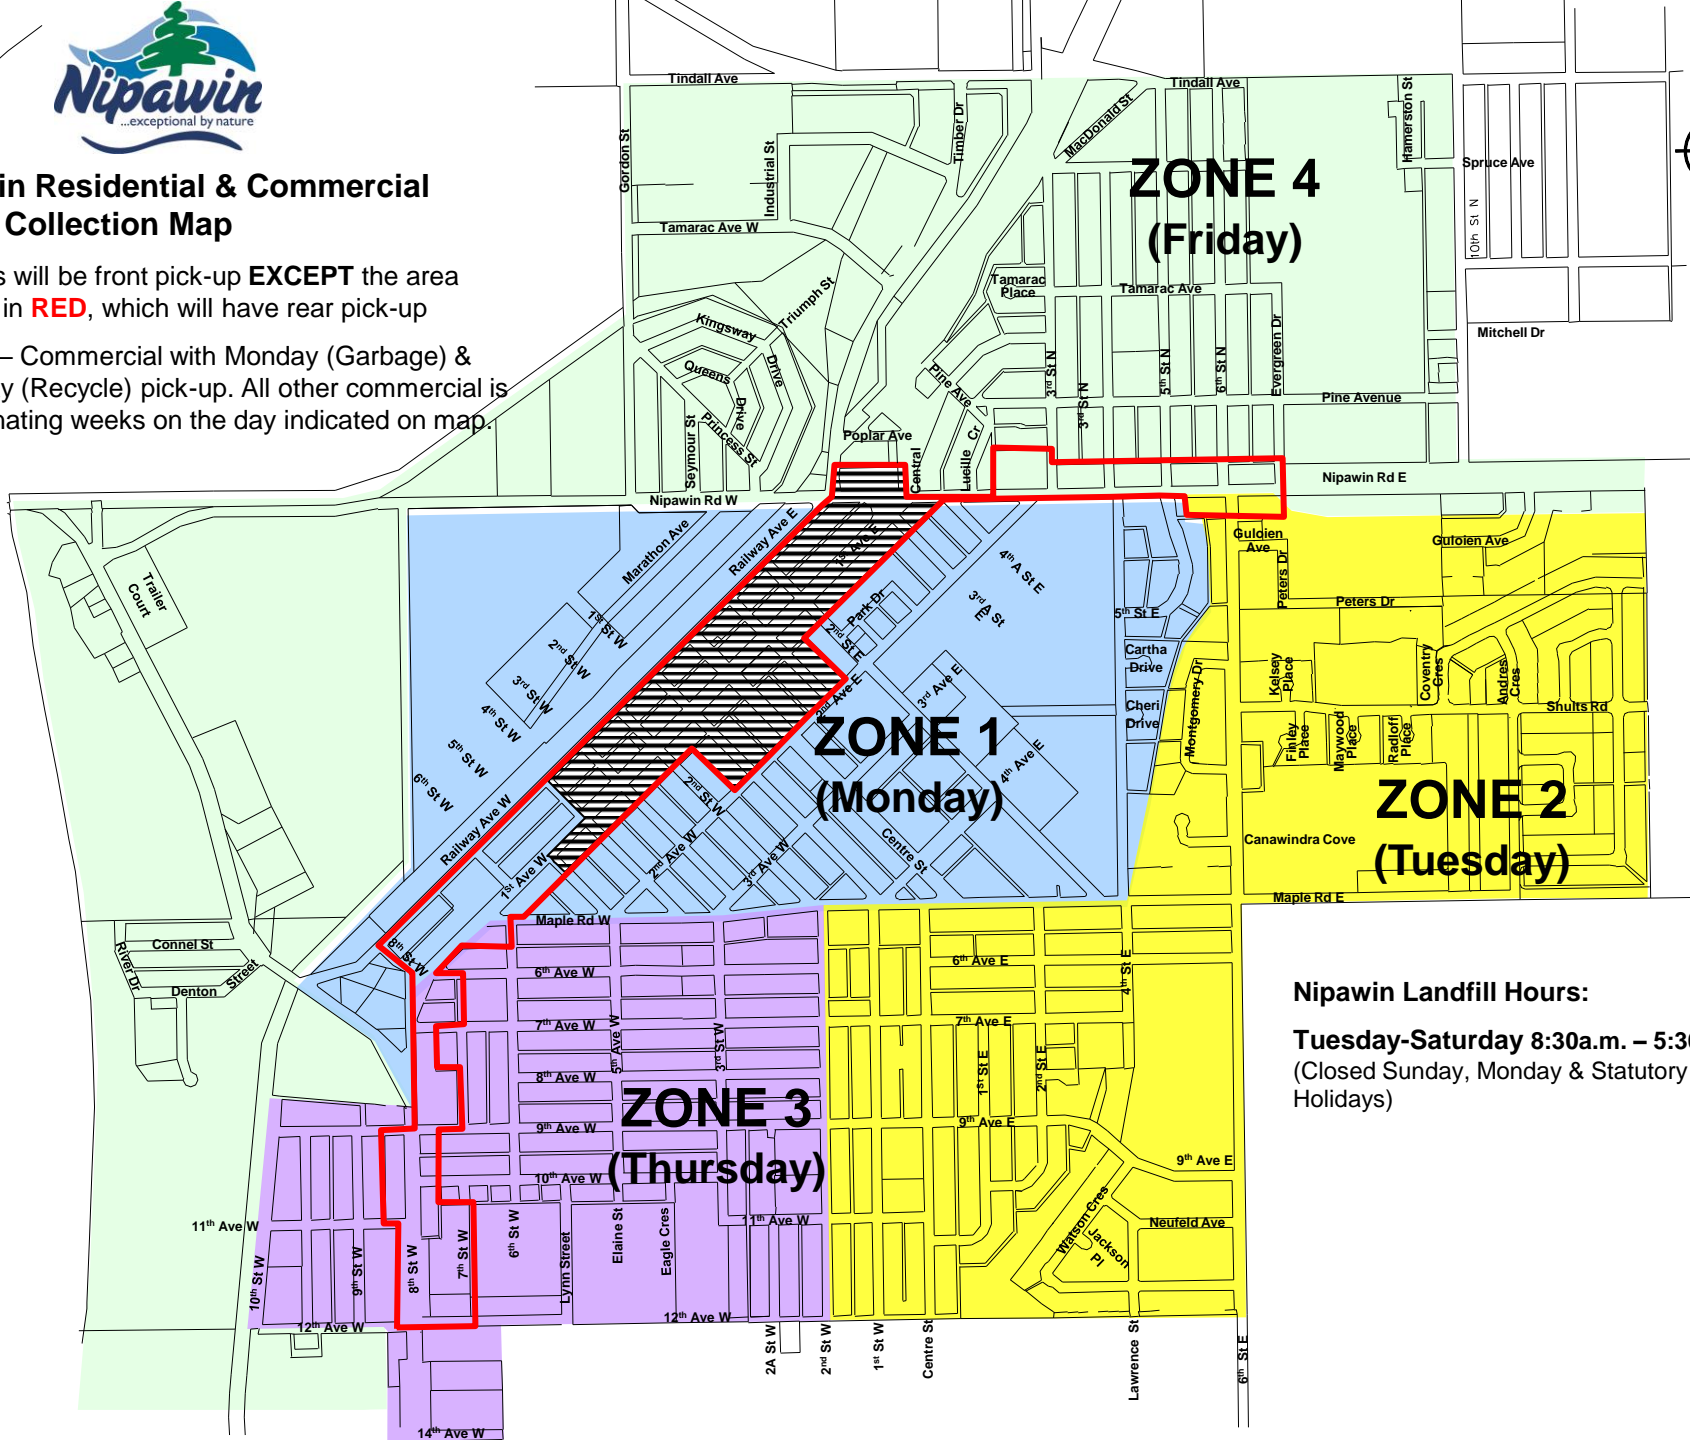 Nipawin
...exceptional by nature
in Residential & Commercial
Collection Map
s will be front pick-up EXCEPT the area
in RED, which will have rear pick-up
– Commercial with Monday (Garbage) &
y (Recycle) pick-up. All other commercial is
nating weeks on the day indicated on map.
Tindall Ave
Tindall Ave
Gordon St
Industrial St
Timber Dr
MacDonald St
Hamerston St
ZONE 4
(Friday)
Spruce Ave
10th St N
Tamarac Ave W
Tamarac
Place
Tamarac Ave
Triumph St
Kingsway
Drive
Queens
Drive
Princess St
Seymour St
Mitchell Dr
Pine Ave
3rd St N
3rd St N
5th St N
6th St N
Evergreen Dr
Pine Avenue
Poplar Ave
Central
Lucille Cr
Nipawin Rd W
Nipawin Rd E
Marathon Ave
Railway Ave E
1st Ave E
Guloien
Ave
Guloien Ave
Trailer
Court
4th A St E
3rd A St
E
Park Dr
2nd St E
5th St E
Peters Dr
Peters Dr
1st St W
2nd St W
3rd St W
4th St W
5th St W
6th St W
Cartha
Drive
Cheri
Drive
Montgomery Dr
Kelsey
Place
Coventry
Cres
Andres
Cres
Shults Rd
2nd Ave E
3rd Ave E
4th Ave E
ZONE 1
(Monday)
Finley
Place
Maywood
Place
Radloff
Place
ZONE 2
(Tuesday)
Railway Ave W
1st Ave W
2nd St W
2nd Ave W
3rd Ave W
Centre St
Canawindra Cove
Maple Rd E
Maple Rd W
8th St W
Connel St
River Dr
Denton Street
6th Ave W
6th Ave E
4th St E
7th Ave W
7th Ave E
5th Ave W
3rd St W
1st St E
2nd St E
8th Ave W
ZONE 3
(Thursday)
9th Ave W
9th Ave E
9th Ave E
10th Ave W
11th Ave W
11th Ave W
10th St W
9th St W
8th St W
7th St W
6th St W
Lynn Street
Elaine St
Eagle Cres
Watson Cres
Jackson
Pl
Neufeld Ave
12th Ave W
12th Ave W
2A St W
2nd St W
1st St W
Centre St
Lawrence St
6th St E
14th Ave W
Nipawin Landfill Hours:
Tuesday-Saturday 8:30a.m. – 5:3
(Closed Sunday, Monday & Statutory
Holidays)